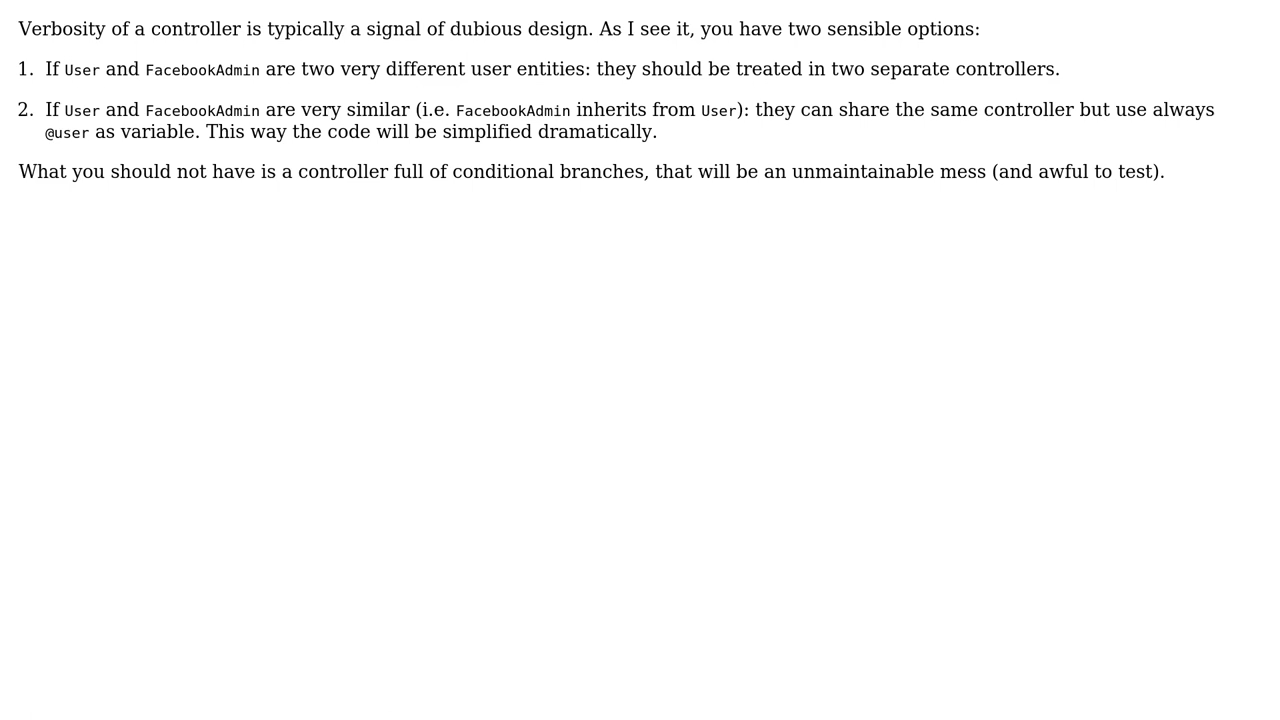 Verbosity of a controller is typically a signal of dubious design. As I see it, you have two sensible options:
1. If User and FacebookAdmin are two very different user entities: they should be treated in two separate controllers.
2. If User and FacebookAdmin are very similar (i.e. FacebookAdmin inherits from User): they can share the same controller but use always
@user as variable. This way the code will be simplified dramatically.
What you should not have is a controller full of conditional branches, that will be an unmaintainable mess (and awful to test).